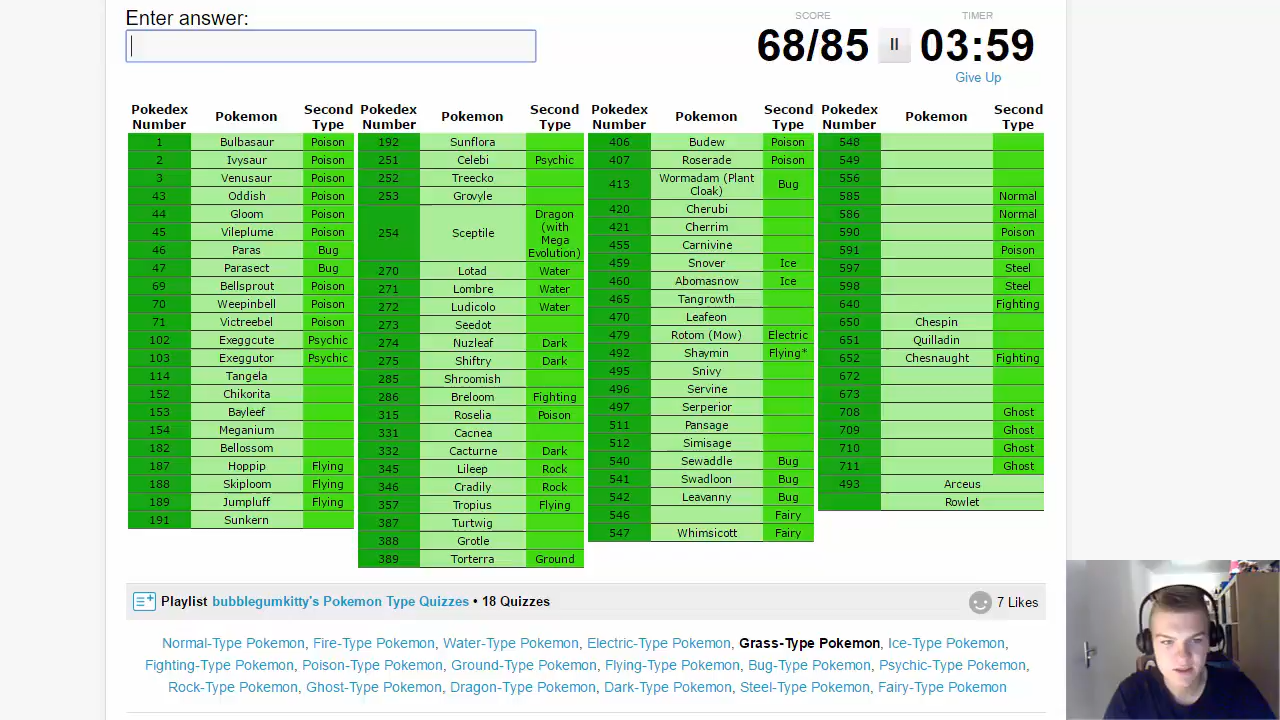 Enter answer:
SCORE
68/85
TIMER
03:59
Give Up
Pokedex Number Pokemon Second Type
1 Bulbasaur Poison
2 Ivysaur Poison
3 Venusaur Poison
43 Oddish Poison
44 Gloom Poison
45 Vileplume Poison
46 Paras Bug
47 Parasect Bug
69 Bellsprout Poison
70 Weepinbell Poison
71 Victreebel Poison
102 Exeggcute Psychic
103 Exeggutor Psychic
114 Tangela
152 Chikorita
153 Bayleef
154 Meganium
182 Bellossom
187 Hoppip Flying
188 Skiploom Flying
189 Jumpluff Flying
191 Sunkern
Pokedex Number Pokemon Second Type
192 Sunflora
251 Celebi Psychic
252 Treecko
253 Grovyle
254 Sceptile Dragon (with Mega Evolution)
270 Lotad Water
271 Lombre Water
272 Ludicolo Water
273 Seedot
274 Nuzleaf Dark
275 Shiftry Dark
285 Shroomish
286 Breloom Fighting
315 Roselia Poison
331 Cacnea
332 Cacturne Dark
345 Lileep Rock
346 Cradily Rock
357 Tropius Flying
387 Turtwig
388 Grotle
389 Torterra Ground
Pokedex Number Pokemon Second Type
406 Budew Poison
407 Roserade Poison
413 Wormadam (Plant Cloak) Bug
420 Cherubi
421 Cherrim
455 Carnivine
459 Snover Ice
460 Abomasnow Ice
465 Tangrowth
470 Leafeon
479 Rotom (Mow) Electric
492 Shaymin Flying*
495 Snivy
496 Servine
497 Serperior
511 Pansage
512 Simisage
540 Sewaddle Bug
541 Swadloon Bug
542 Leavanny Bug
546 Fairy
547 Whimsicott Fairy
Pokedex Number Pokemon Second Type
548
549
556
585 Normal
586 Normal
590 Poison
591 Poison
597 Steel
598 Steel
640 Fighting
650 Chespin
651 Quilladin
652 Chesnaught Fighting
672
673
708 Ghost
709 Ghost
710 Ghost
711 Ghost
493 Arceus
Rowlet
Playlist bubblegumkitty's Pokemon Type Quizzes • 18 Quizzes
7 Likes
Normal-Type Pokemon, Fire-Type Pokemon, Water-Type Pokemon, Electric-Type Pokemon, Grass-Type Pokemon, Ice-Type Pokemon,
Fighting-Type Pokemon, Poison-Type Pokemon, Ground-Type Pokemon, Flying-Type Pokemon, Bug-Type Pokemon, Psychic-Type Pokemon,
Rock-Type Pokemon, Ghost-Type Pokemon, Dragon-Type Pokemon, Dark-Type Pokemon, Steel-Type Pokemon, Fairy-Type Pokemon